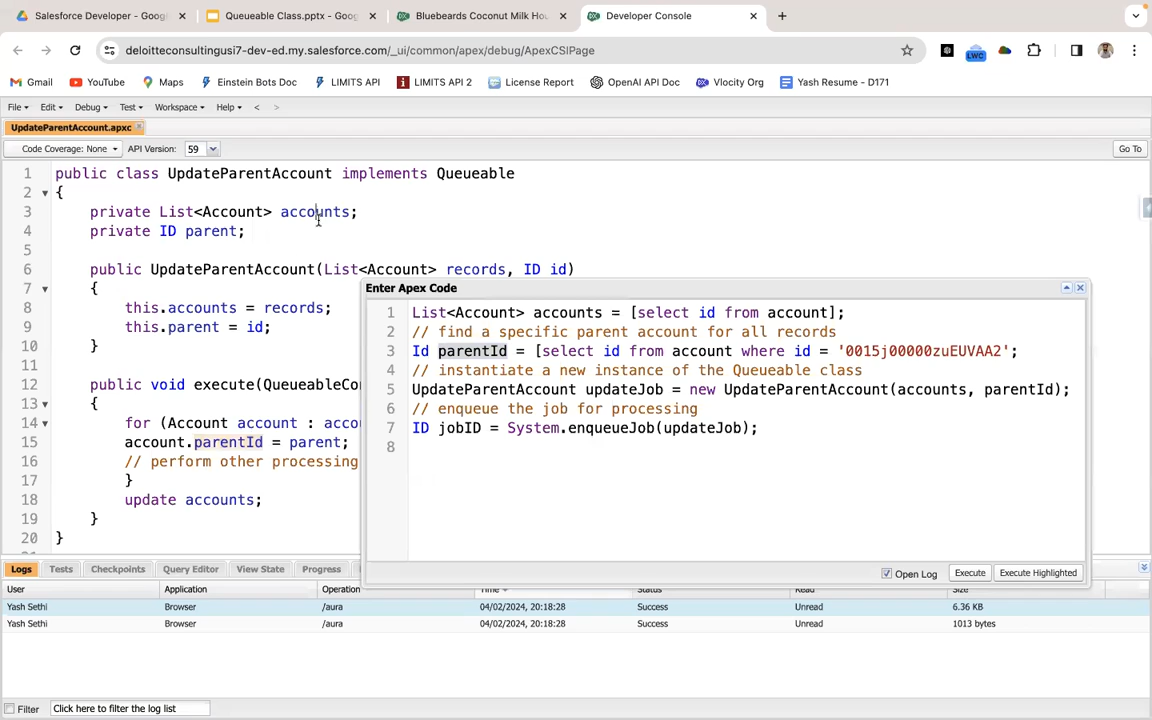 Salesforce Developer - Goog
Queueable Class.pptx - Goog
Bluebeards Coconut Milk Hou
Developer Console
deloitteconsultingusi7-dev-ed.my.salesforce.com/_ui/common/apex/debug/ApexCSIPage
Gmail
YouTube
Maps
Einstein Bots Doc
LIMITS API
LIMITS API 2
License Report
OpenAI API Doc
Vlocity Org
Yash Resume - D171
File
Edit
Debug
Test
Workspace
Help
<
>
UpdateParentAccount.apxc
Code Coverage: None
API Version:
59
Go To
1 public class UpdateParentAccount implements Queueable
2 {
3 private List<Account> accounts;
4 private ID parent;
5
6 public UpdateParentAccount(List<Account> records, ID id)
7 {
8 this.accounts = records;
9 this.parent = id;
10 }
11
12 public void execute(QueueableCo
13 {
14 for (Account account : acco
15 account.parentId = parent;
16 // perform other processing
17 }
18 update accounts;
19 }
20 }
Enter Apex Code
1 List<Account> accounts = [select id from account];
2 // find a specific parent account for all records
3 Id parentId = [select id from account where id = '0015j00000zuEUVAA2';
4 // instantiate a new instance of the Queueable class
5 UpdateParentAccount updateJob = new UpdateParentAccount(accounts, parentId);
6 // enqueue the job for processing
7 ID jobID = System.enqueueJob(updateJob);
8
Open Log
Execute
Execute Highlighted
Logs
Tests
Checkpoints
Query Editor
View State
Progress
User
Application
Operation
Time
Status
Read
Size
Yash Sethi Browser /aura 04/02/2024, 20:18:28 Success Unread 6.36 KB
Yash Sethi Browser /aura 04/02/2024, 20:18:28 Success Unread 1013 bytes
Filter
Click here to filter the log list